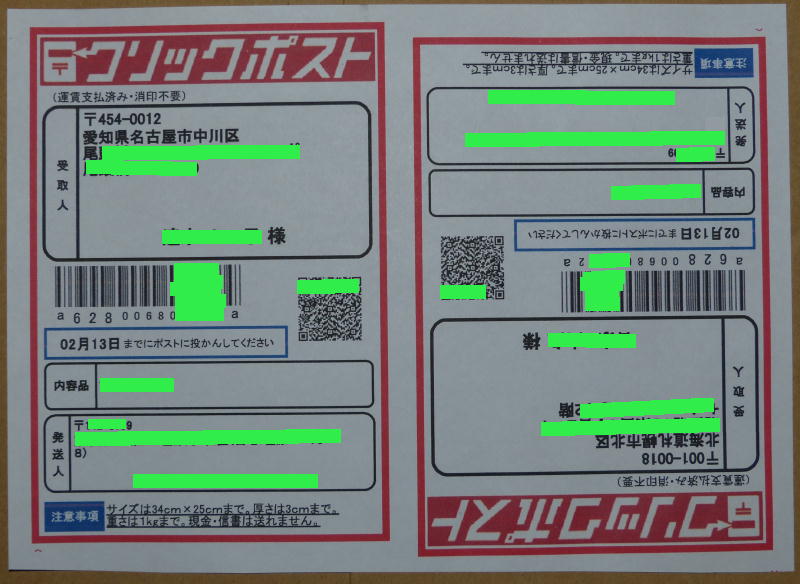 クリックポスト
(運賃支払済み・消印不要)
受取人
〒454-0012
愛知県名古屋市中川区
尾
様
a62800680
a
02月13日までにポストに投かんしてください
内容品
発送人
〒1
9
8)
注意事項
サイズは34cm×25cmまで。厚さは3cmまで。
重さは1kgまで。現金・信書は送れません。
クリックポスト
(運賃支払済み・消印不要)
受取人
〒001-0018
北海道札幌市北区
階
様
a6280068
2a
02月13日までにポストに投かんしてください
内容品
発送人
〒
69
注意事項
サイズは34cm×25cmまで。厚さは3cmまで。
重さは1kgまで。現金・信書は送れません。